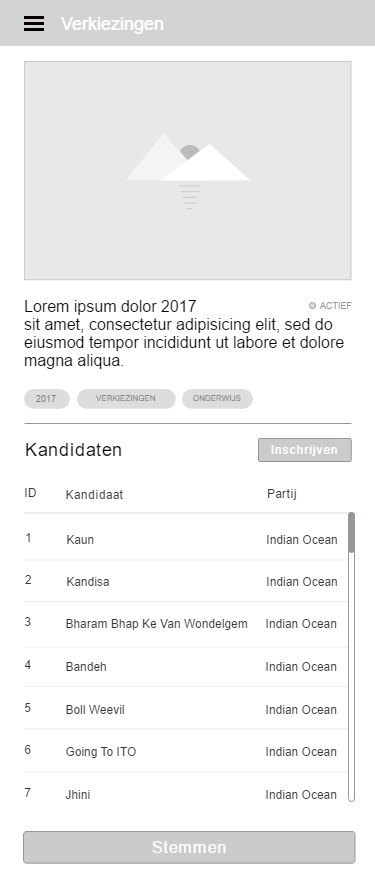 Verkiezingen
Lorem ipsum dolor 2017
ACTIEF
sit amet, consectetur adipisicing elit, sed do
eiusmod tempor incididunt ut labore et dolore
magna aliqua.
2017 VERKIEZINGEN ONDERWIJS
Kandidaten Inschrijven
ID Kandidaat Partij
1 Kaun Indian Ocean
2 Kandisa Indian Ocean
3 Bharam Bhap Ke Van Wondelgem Indian Ocean
4 Bandeh Indian Ocean
5 Boll Weevil Indian Ocean
6 Going To ITO Indian Ocean
7 Jhini Indian Ocean
Stemmen